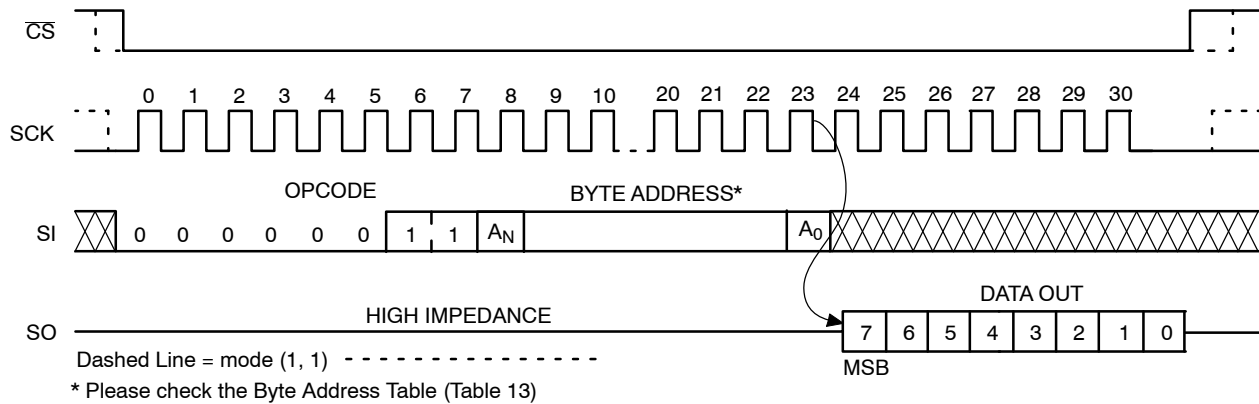 CS
0 1 2 3 4 5 6 7 8 9 10 20 21 22 23 24 25 26 27 28 29 30
SCK
OPCODE BYTE ADDRESS*
SI 0 0 0 0 0 0 1 1 AN A0
DATA OUT
HIGH IMPEDANCE
SO 7 6 5 4 3 2 1 0
Dashed Line = mode (1, 1)
MSB
* Please check the Byte Address Table (Table 13)